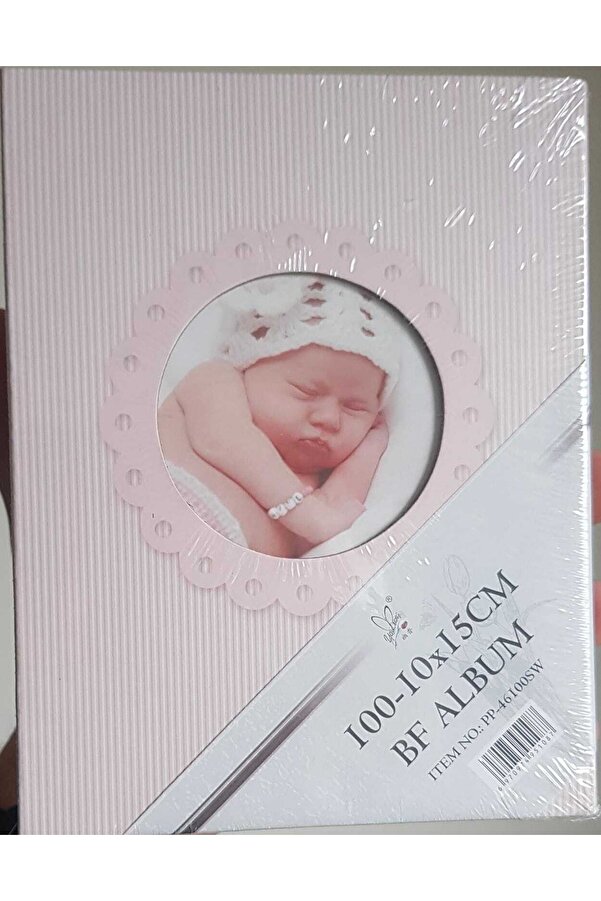 100-10x15CM
BF ALBUM
ITEM NO.: PP-46100SW